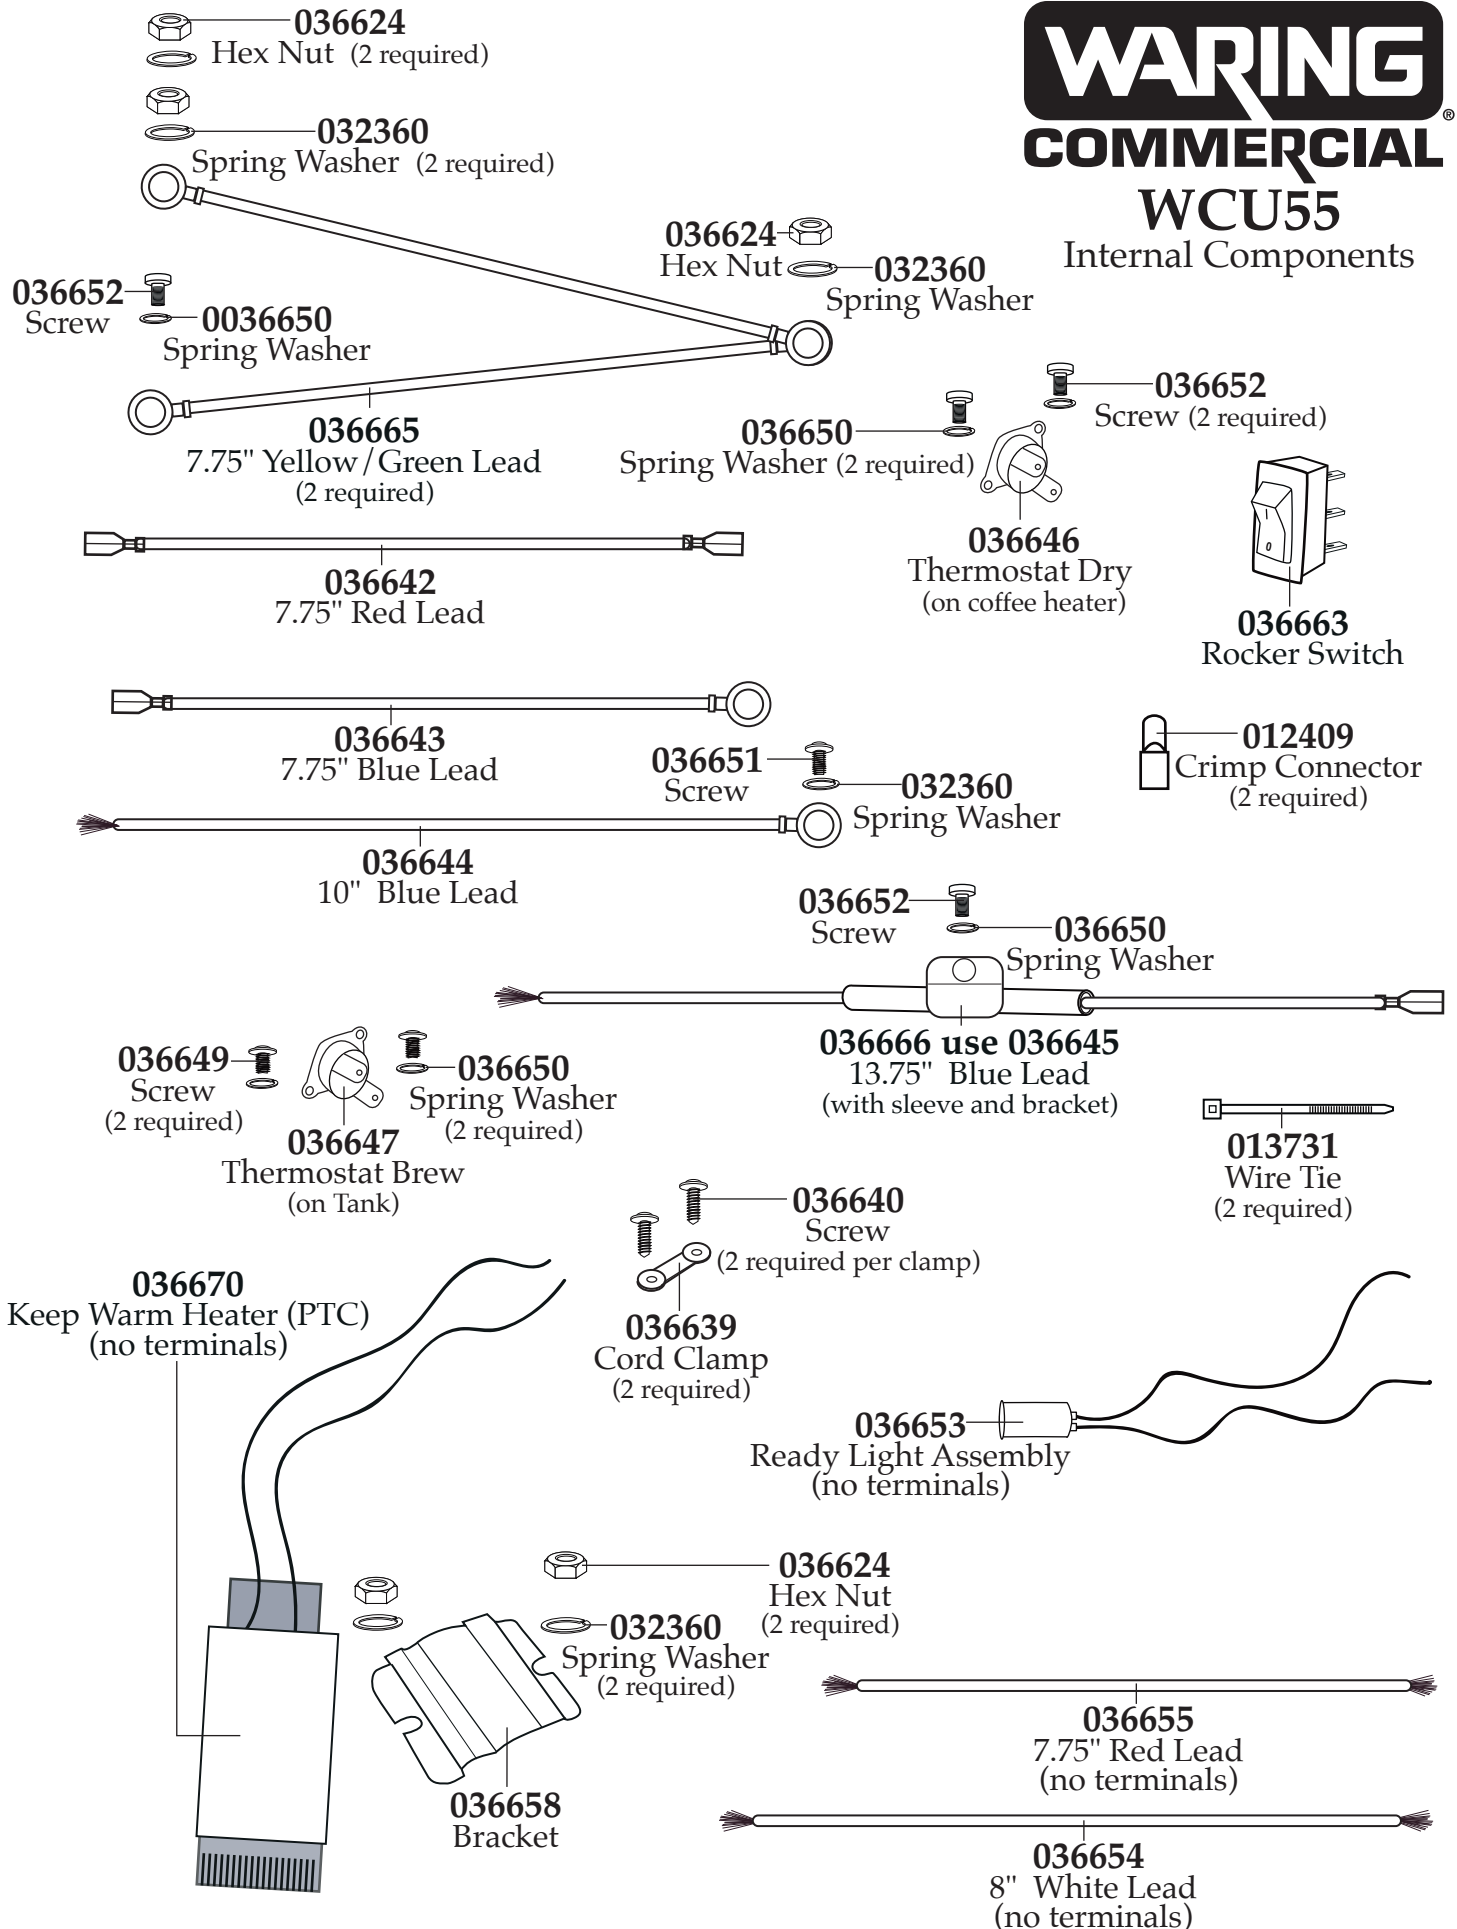 036624
Hex Nut (2 required)
032360
Spring Washer (2 required)
WARING
®
COMMERCIAL
WCU55
Internal Components
036624
Hex Nut
032360
Spring Washer
036652
Screw
0036650
Spring Washer
036665
7.75" Yellow/Green Lead
(2 required)
036652
Screw (2 required)
036650
Spring Washer (2 required)
036646
Thermostat Dry
(on coffee heater)
I
0
036663
Rocker Switch
036642
7.75" Red Lead
036643
7.75" Blue Lead
036651
Screw
032360
Spring Washer
012409
Crimp Connector
(2 required)
036644
10" Blue Lead
036652
Screw
036650
Spring Washer
036666 use 036645
13.75" Blue Lead
(with sleeve and bracket)
036649
Screw
(2 required)
036650
Spring Washer
(2 required)
036647
Thermostat Brew
(on Tank)
013731
Wire Tie
(2 required)
036640
Screw
(2 required per clamp)
036639
Cord Clamp
(2 required)
036670
Keep Warm Heater (PTC)
(no terminals)
036653
Ready Light Assembly
(no terminals)
036624
Hex Nut
(2 required)
032360
Spring Washer
(2 required)
036658
Bracket
036655
7.75" Red Lead
(no terminals)
036654
8" White Lead
(no terminals)